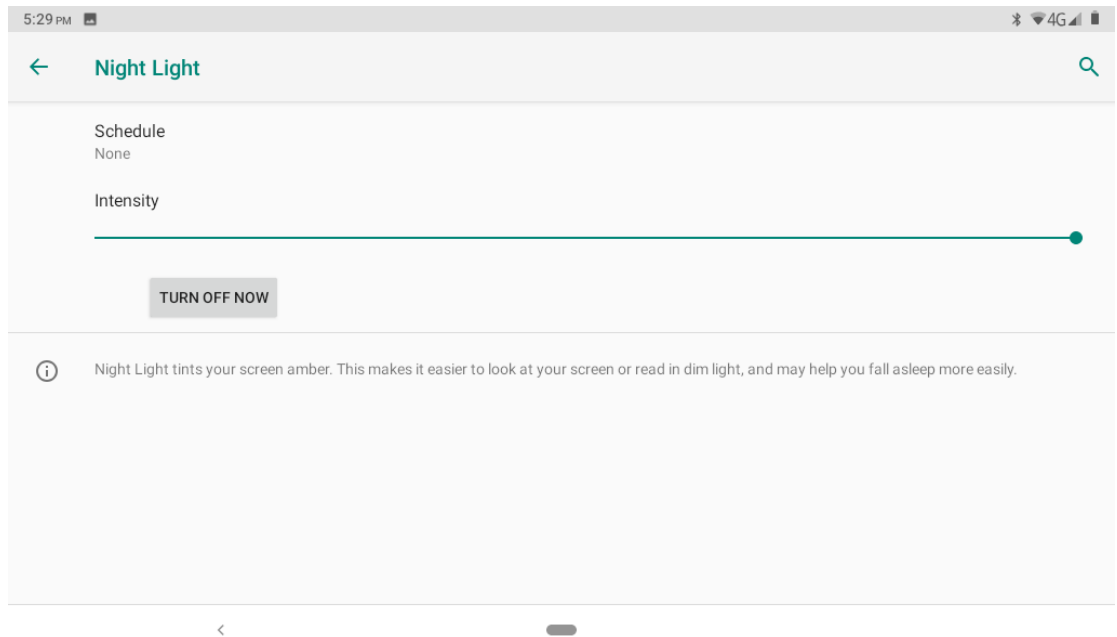 5:29 PM
4G
Night Light
Schedule
None
Intensity
TURN OFF NOW
Night Light tints your screen amber. This makes it easier to look at your screen or read in dim light, and may help you fall asleep more easily.